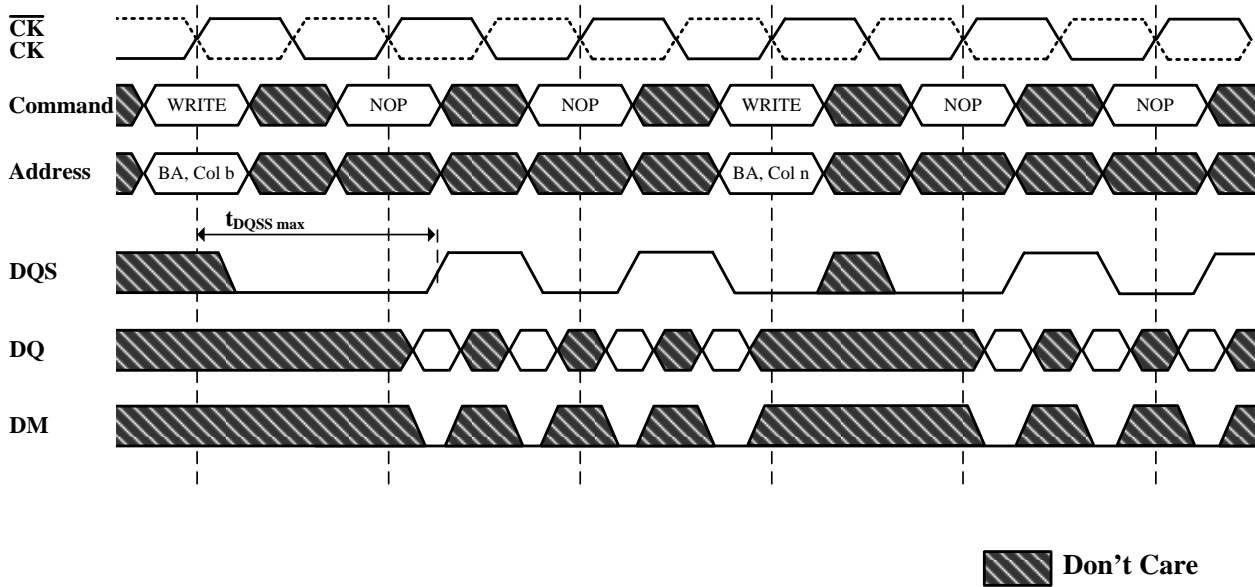 C̅K̅
CK
Command WRITE NOP NOP WRITE NOP NOP
Address BA, Col b BA, Col n
tDQSS max
DQS
DQ
DM
Don't Care